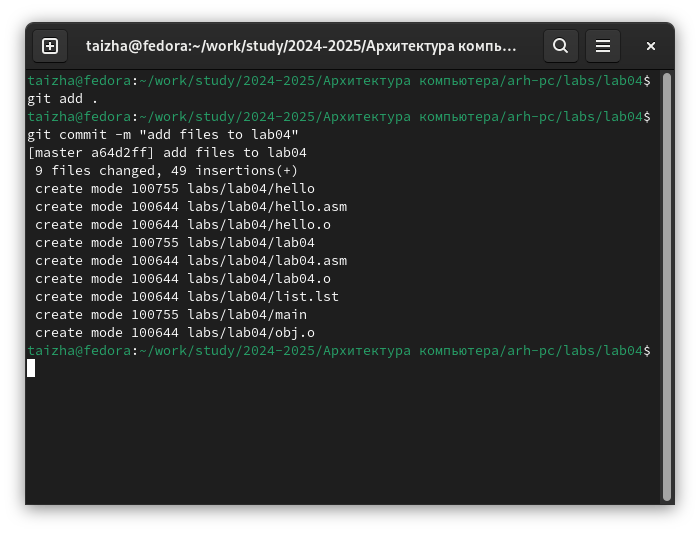 taizha@fedora:~/work/study/2024-2025/Архитектура компь...
taizha@fedora:~/work/study/2024-2025/Архитектура компьютера/arh-pc/labs/lab04$
git add .
taizha@fedora:~/work/study/2024-2025/Архитектура компьютера/arh-pc/labs/lab04$
git commit -m "add files to lab04"
[master a64d2ff] add files to lab04
 9 files changed, 49 insertions(+)
 create mode 100755 labs/lab04/hello
 create mode 100644 labs/lab04/hello.asm
 create mode 100644 labs/lab04/hello.o
 create mode 100755 labs/lab04/lab04
 create mode 100644 labs/lab04/lab04.asm
 create mode 100644 labs/lab04/lab04.o
 create mode 100644 labs/lab04/list.lst
 create mode 100755 labs/lab04/main
 create mode 100644 labs/lab04/obj.o
taizha@fedora:~/work/study/2024-2025/Архитектура компьютера/arh-pc/labs/lab04$